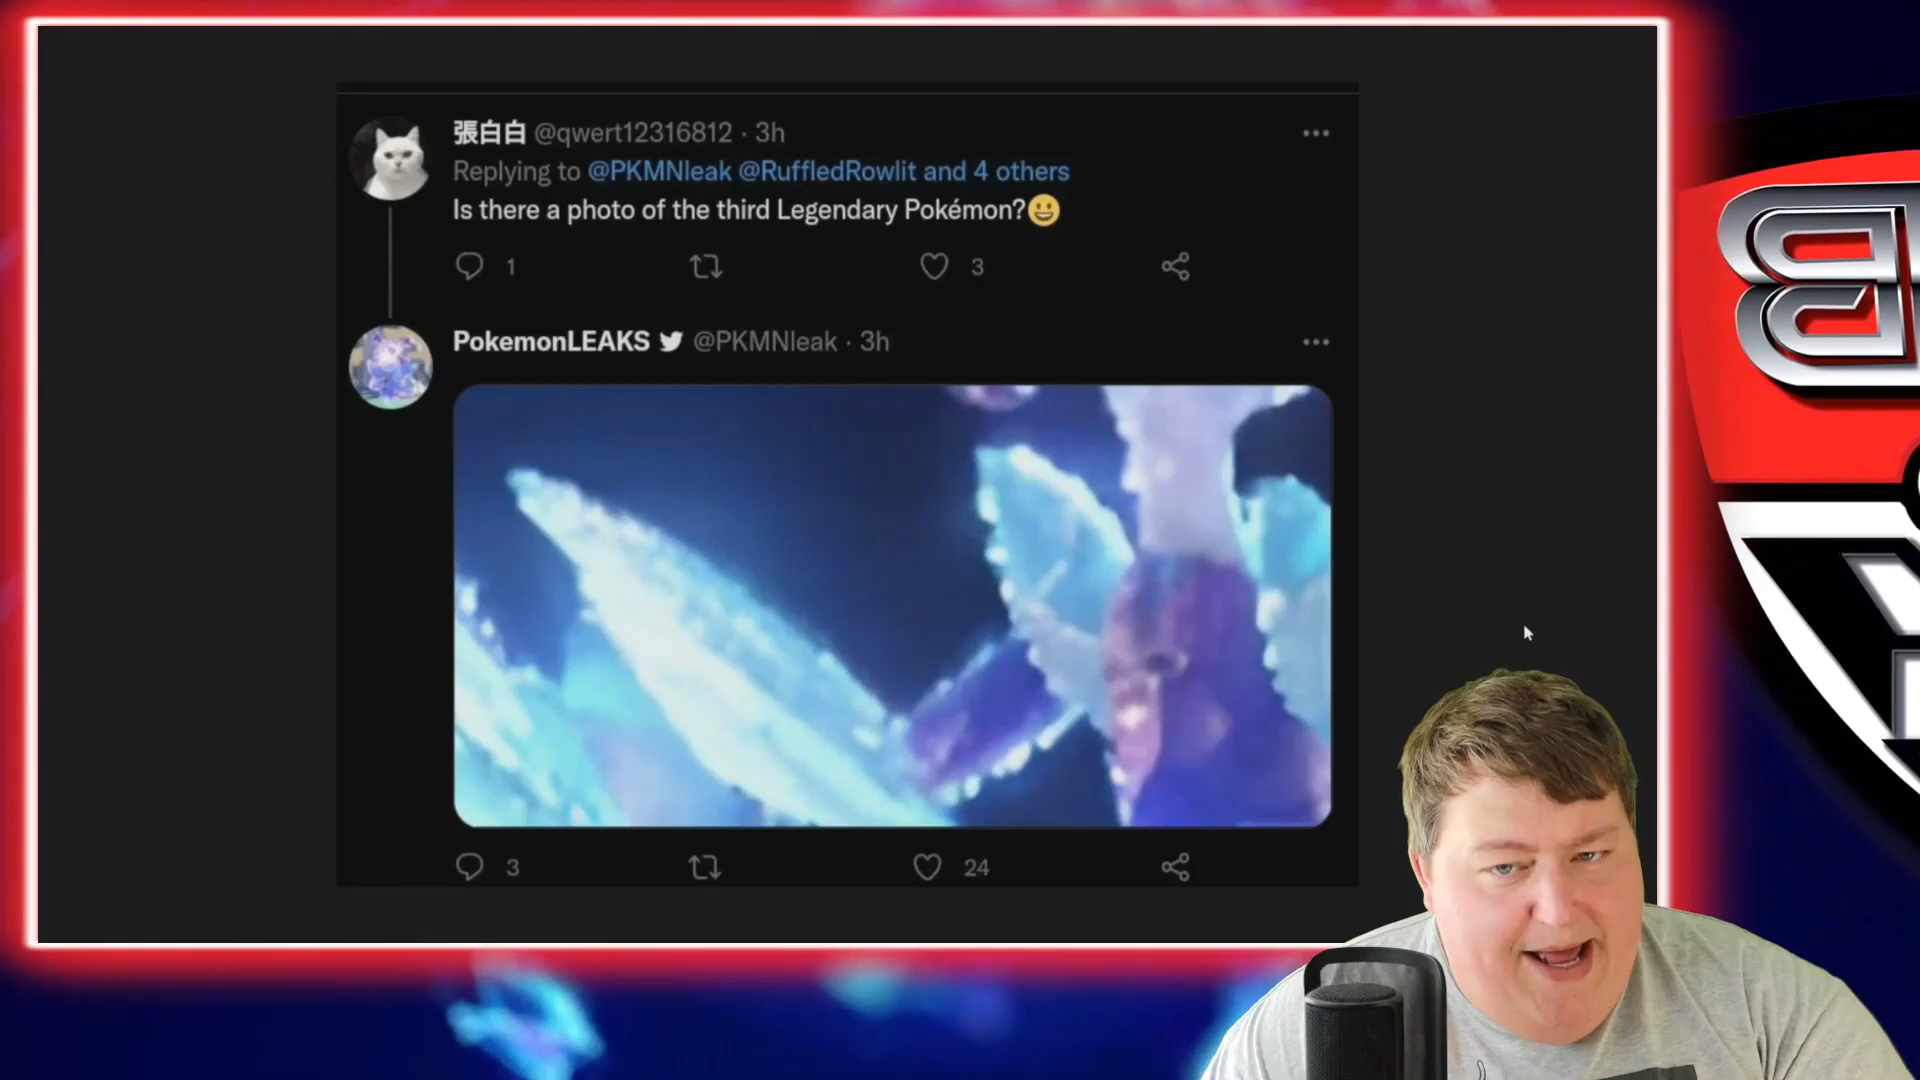 張白白 @qwert12316812 · 3h
Replying to @PKMNleak @RuffledRowlit and 4 others
Is there a photo of the third Legendary Pokémon?😀
1 3
PokemonLEAKS @PKMNleak · 3h
3 24